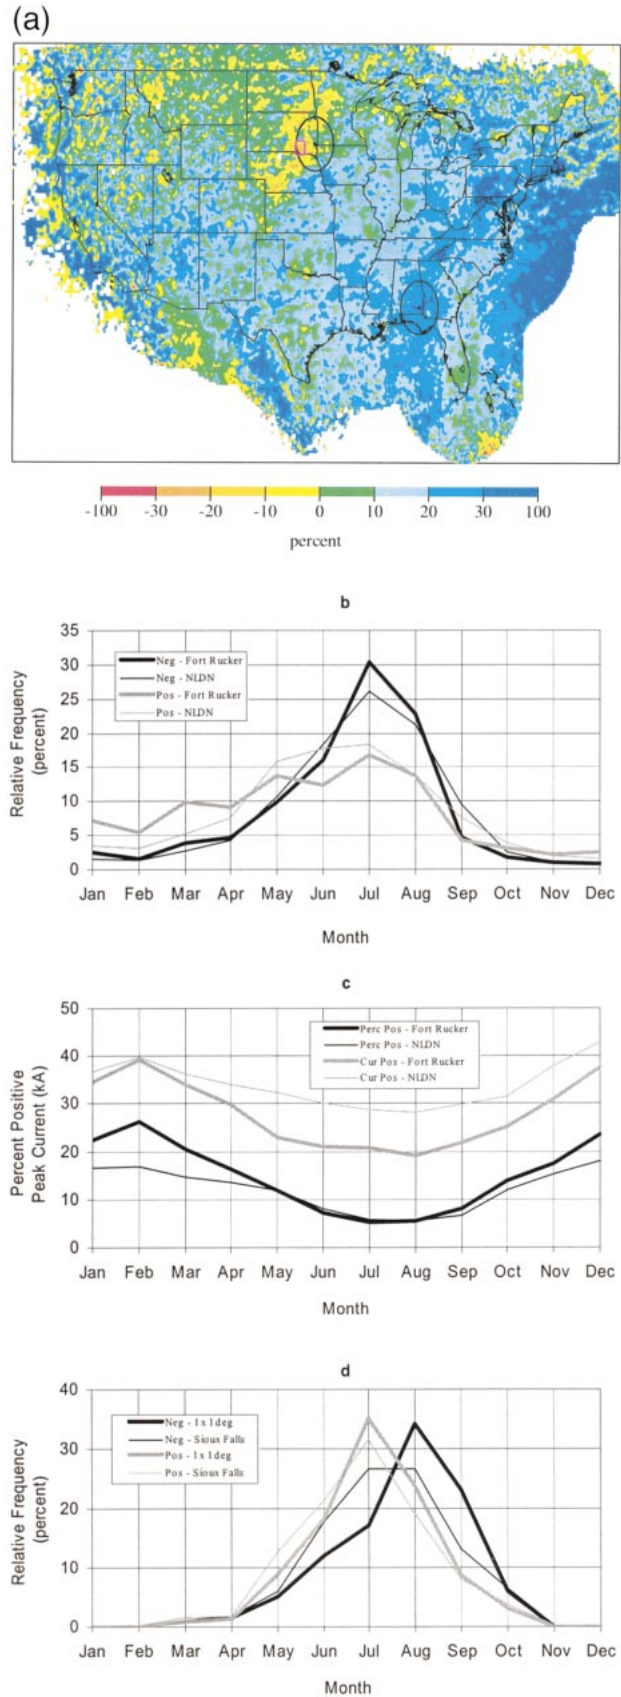 (a)
-100 -30 -20 -10 0 10 20 30 100
percent
b
Relative Frequency
(percent)
35
30
25
20
15
10
5
0
Neg - Fort Rucker
Neg - NLDN
Pos - Fort Rucker
Pos - NLDN
Jan Feb Mar Apr May Jun Jul Aug Sep Oct Nov Dec
Month
c
Percent Positive
Peak Current (kA)
50
40
30
20
10
0
Perc Pos - Fort Rucker
Perc Pos - NLDN
Cur Pos - Fort Rucker
Cur Pos - NLDN
Jan Feb Mar Apr May Jun Jul Aug Sep Oct Nov Dec
Month
d
Relative Frequency
(percent)
40
30
20
10
0
Neg - 1x1deg
Neg - Sioux Falls
Pos - 1x1deg
Pos - Sioux Falls
Jan Feb Mar Apr May Jun Jul Aug Sep Oct Nov Dec
Month